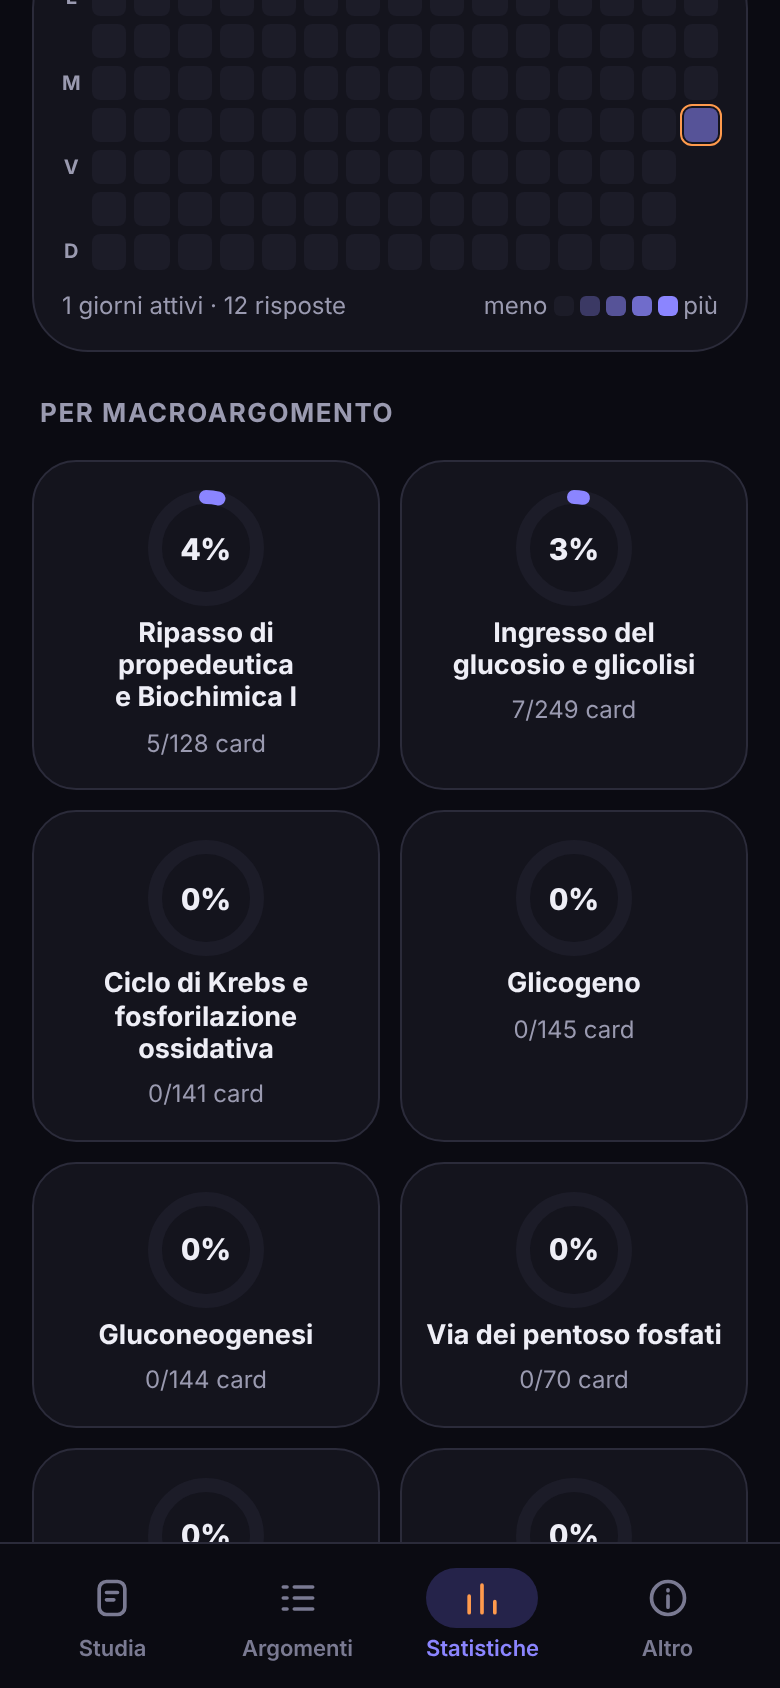 L
M
V
D
1 giorni attivi · 12 risposte
meno
più
PER MACROARGOMENTO
4%
Ripasso di
propedeutica
e Biochimica I
5/128 card
3%
Ingresso del
glucosio e glicolisi
7/249 card
0%
Ciclo di Krebs e
fosforilazione
ossidativa
0/141 card
0%
Glicogeno
0/145 card
0%
Gluconeogenesi
0/144 card
0%
Via dei pentoso fosfati
0/70 card
0%
0%
Studia
Argomenti
Statistiche
Altro